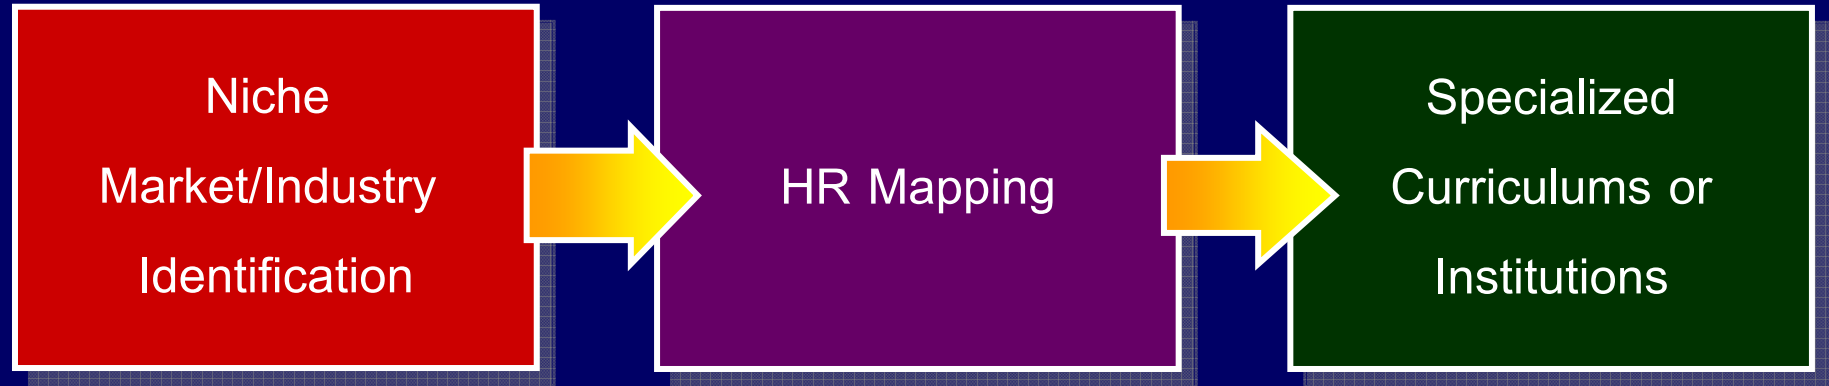 Niche
Market/Industry
Identification
HR Mapping
Specialized
Curriculums or
Institutions